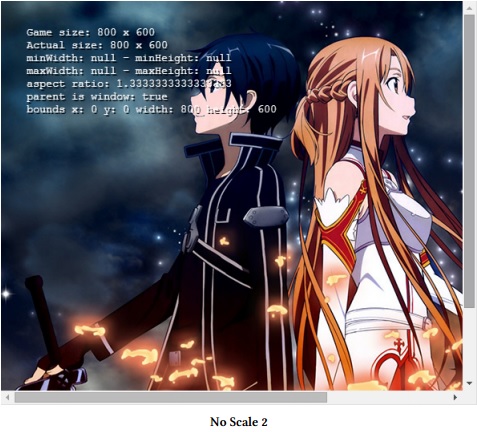 Game size: 800 x 600
Actual size: 800 x 600
minWidth: null - minHeight: null
maxWidth: null - maxHeight: null
aspect ratio: 1.3333333333333333
parent is window: true
bounds x: 0 y: 0 width: 800 height: 600
No Scale 2